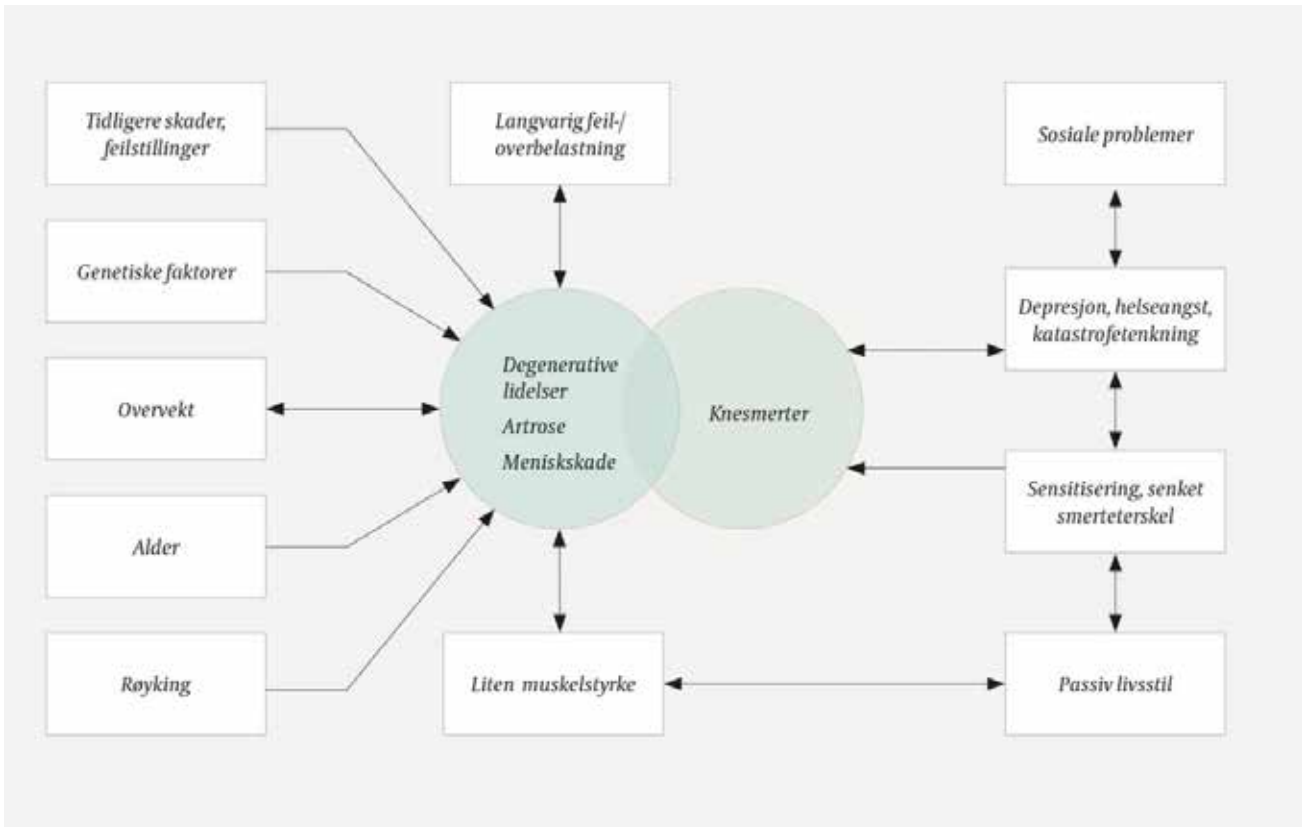 Tidligere skader,
feilstillinger
Genetiske faktorer
Overvekt
Alder
Røyking
Langvarig feil-/
overbelastning
Degenerative
lidelser
Artrose
Meniskskade
Knesmerter
Liten muskelstyrke
Sosiale problemer
Depresjon, helseangst,
katastrofetenkning
Sensitisering, senket
smerteterskel
Passiv livsstil